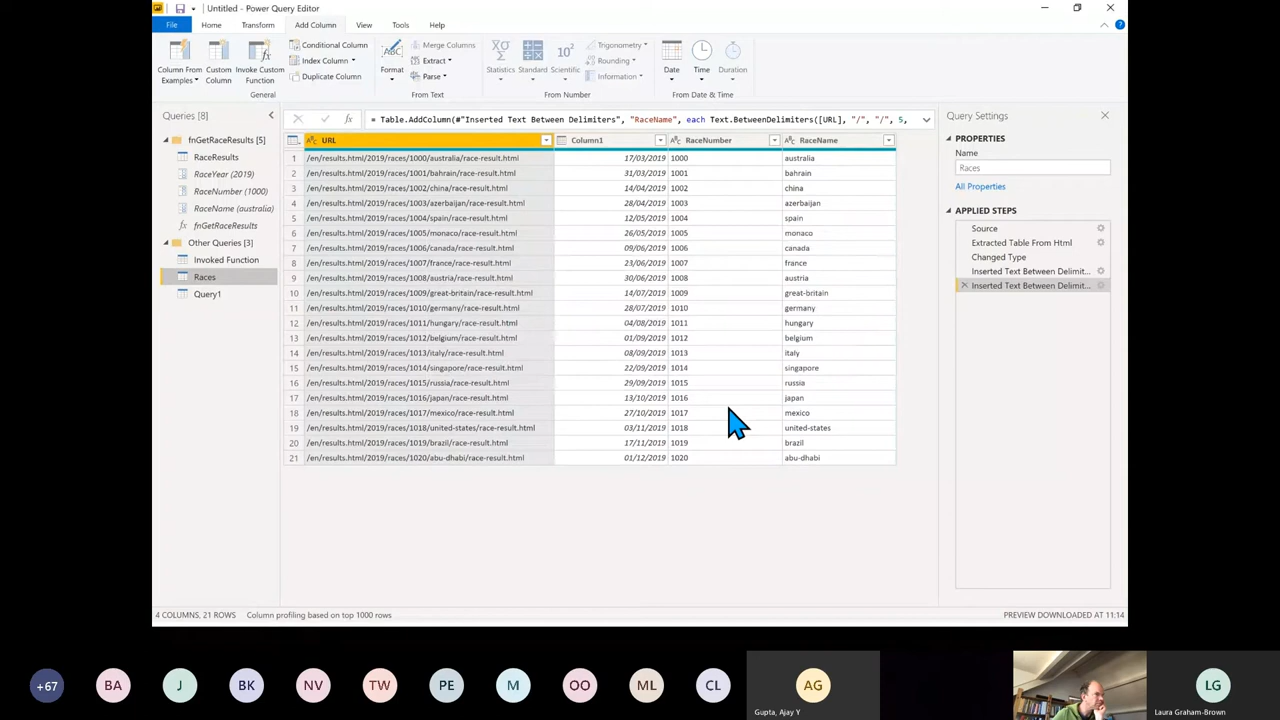 Untitled - Power Query Editor
File Home Transform Add Column View Tools Help
Column From Examples Custom Column Invoke Custom Function
Conditional Column
Index Column
Duplicate Column
General
Format
Merge Columns
Extract
Parse
From Text
Statistics Standard Scientific
Trigonometry
Rounding
Information
From Number
Date Time Duration
From Date & Time
Queries [8]
fnGetRaceResults [5]
RaceResults
RaceYear (2019)
RaceNumber (1000)
RaceName (australia)
fnGetRaceResults
Other Queries [3]
Invoked Function
Races
Query1
= Table.AddColumn(#"Inserted Text Between Delimiters", "RaceName", each Text.BetweenDelimiters([URL], "/", "/", 5,
URL Column1 RaceNumber RaceName
1 /en/results.html/2019/races/1000/australia/race-result.html 17/03/2019 1000 australia
2 /en/results.html/2019/races/1001/bahrain/race-result.html 31/03/2019 1001 bahrain
3 /en/results.html/2019/races/1002/china/race-result.html 14/04/2019 1002 china
4 /en/results.html/2019/races/1003/azerbaijan/race-result.html 28/04/2019 1003 azerbaijan
5 /en/results.html/2019/races/1004/spain/race-result.html 12/05/2019 1004 spain
6 /en/results.html/2019/races/1005/monaco/race-result.html 26/05/2019 1005 monaco
7 /en/results.html/2019/races/1006/canada/race-result.html 09/06/2019 1006 canada
8 /en/results.html/2019/races/1007/france/race-result.html 23/06/2019 1007 france
9 /en/results.html/2019/races/1008/austria/race-result.html 30/06/2019 1008 austria
10 /en/results.html/2019/races/1009/great-britain/race-result.html 14/07/2019 1009 great-britain
11 /en/results.html/2019/races/1010/germany/race-result.html 28/07/2019 1010 germany
12 /en/results.html/2019/races/1011/hungary/race-result.html 04/08/2019 1011 hungary
13 /en/results.html/2019/races/1012/belgium/race-result.html 01/09/2019 1012 belgium
14 /en/results.html/2019/races/1013/italy/race-result.html 08/09/2019 1013 italy
15 /en/results.html/2019/races/1014/singapore/race-result.html 22/09/2019 1014 singapore
16 /en/results.html/2019/races/1015/russia/race-result.html 29/09/2019 1015 russia
17 /en/results.html/2019/races/1016/japan/race-result.html 13/10/2019 1016 japan
18 /en/results.html/2019/races/1017/mexico/race-result.html 27/10/2019 1017 mexico
19 /en/results.html/2019/races/1018/united-states/race-result.html 03/11/2019 1018 united-states
20 /en/results.html/2019/races/1019/brazil/race-result.html 17/11/2019 1019 brazil
21 /en/results.html/2019/races/1020/abu-dhabi/race-result.html 01/12/2019 1020 abu-dhabi
Query Settings
PROPERTIES
Name
Races
All Properties
APPLIED STEPS
Source
Extracted Table From Html
Changed Type
Inserted Text Between Delimit...
Inserted Text Between Delimit...
4 COLUMNS, 21 ROWS Column profiling based on top 1000 rows PREVIEW DOWNLOADED AT 11:14
+67 BA J BK NV TW PE M OO ML CL AG LG
Gupta, Ajay Y Laura Graham-Brown